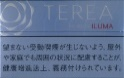 TEREA
ILUMA
望まない受動喫煙が生じないよう、屋外
や家庭でも周囲の状況に配慮することが、
健康増進法上、義務付けられています。